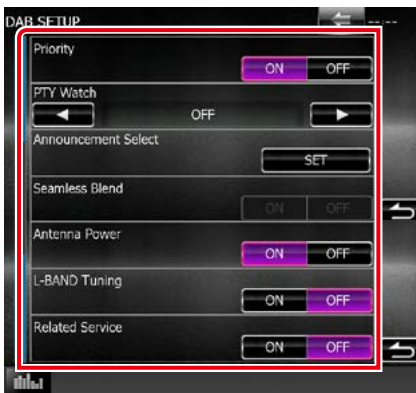 DAB SETUP --:--
Priority
ON OFF
PTY Watch
OFF
Announcement Select
SET
Seamless Blend
ON OFF
Antenna Power
ON OFF
L-BAND Tuning
ON OFF
Related Service
ON OFF